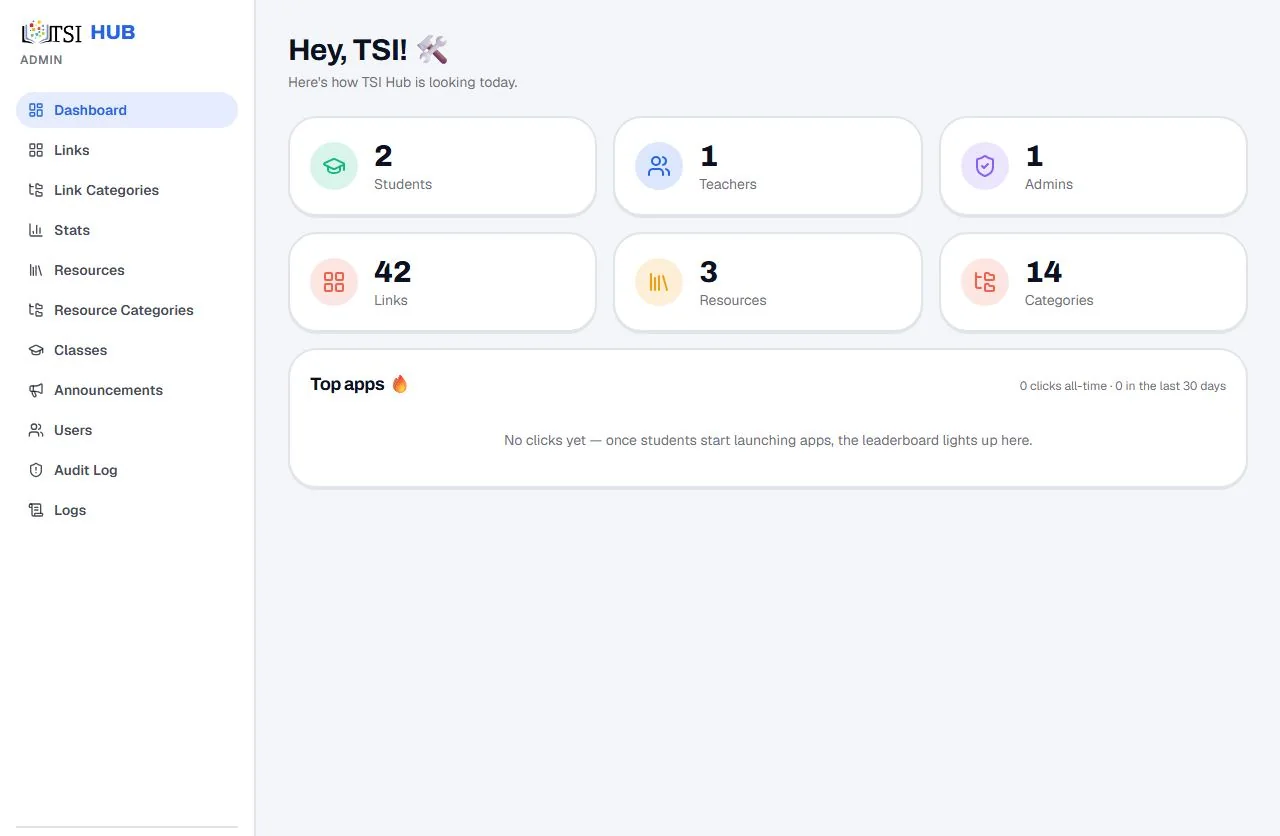 TSI HUB
ADMIN
Dashboard
Links
Link Categories
Stats
Resources
Resource Categories
Classes
Announcements
Users
Audit Log
Logs
Hey, TSI! 🛠️
Here's how TSI Hub is looking today.
2
Students
1
Teachers
1
Admins
42
Links
3
Resources
14
Categories
Top apps 🔥
0 clicks all-time · 0 in the last 30 days
No clicks yet — once students start launching apps, the leaderboard lights up here.